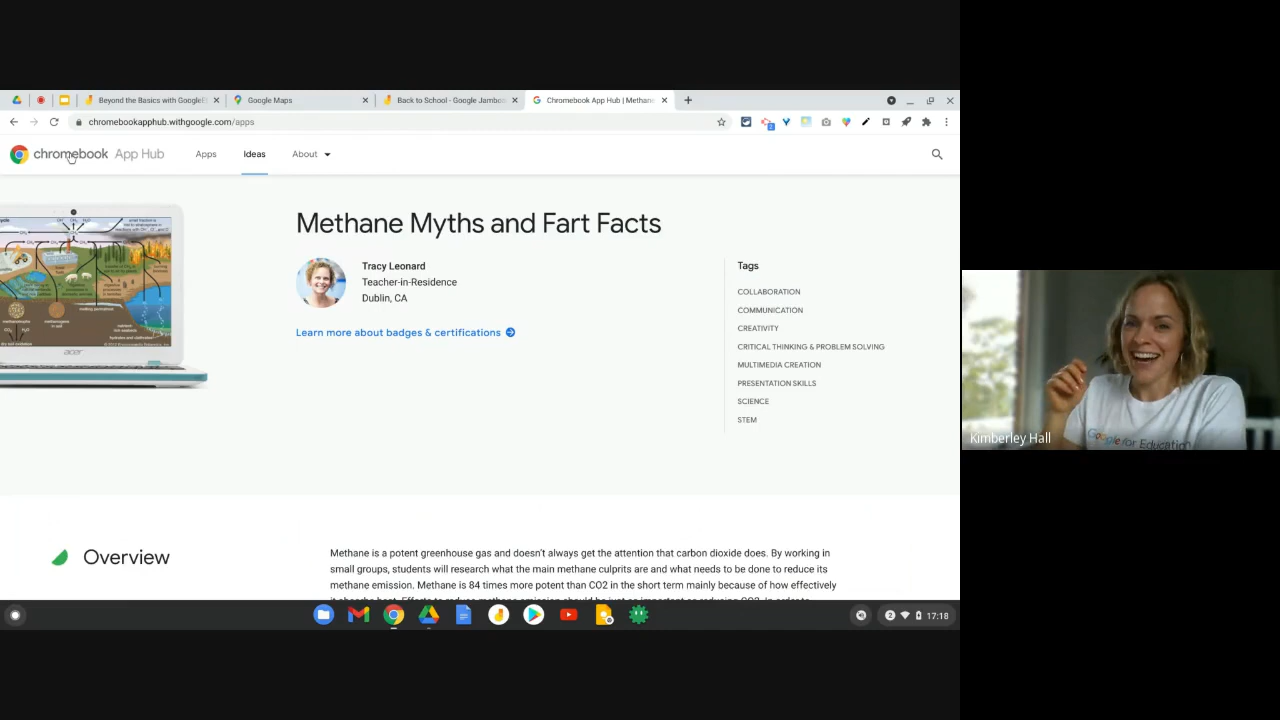 Beyond the Basics with GoogleE
Google Maps
Back to School - Google Jamboa
Chromebook App Hub | Methane
chromebookapphub.withgoogle.com/apps
chromebook App Hub
Apps
Ideas
About
Methane Myths and Fart Facts
Tracy Leonard
Teacher-in-Residence
Dublin, CA
Learn more about badges & certifications
Tags
COLLABORATION
COMMUNICATION
CREATIVITY
CRITICAL THINKING & PROBLEM SOLVING
MULTIMEDIA CREATION
PRESENTATION SKILLS
SCIENCE
STEM
acer
Overview
Methane is a potent greenhouse gas and doesn't always get the attention that carbon dioxide does. By working in
small groups, students will research what the main methane culprits are and what needs to be done to reduce its
methane emission. Methane is 84 times more potent than CO2 in the short term mainly because of how effectively
2
17:18
Google for Education
Kimberley Hall